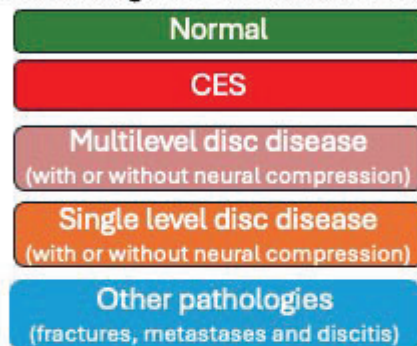 Normal
CES
Multilevel disc disease
(with or without neural compression)
Single level disc disease
(with or without neural compression)
Other pathologies
(fractures, metastases and discitis)